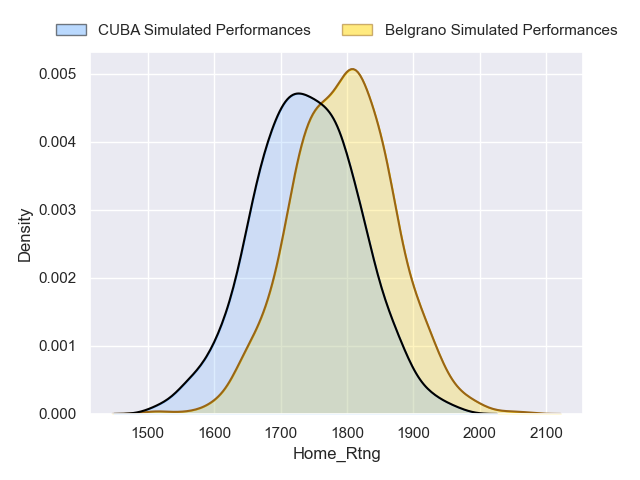 CUBA Simulated Performances Belgrano Simulated Performances
0.005
0.004
0.003
0.002
0.001
0.000
Density
1500 1600 1700 1800 1900 2000 2100
Home_Rtng